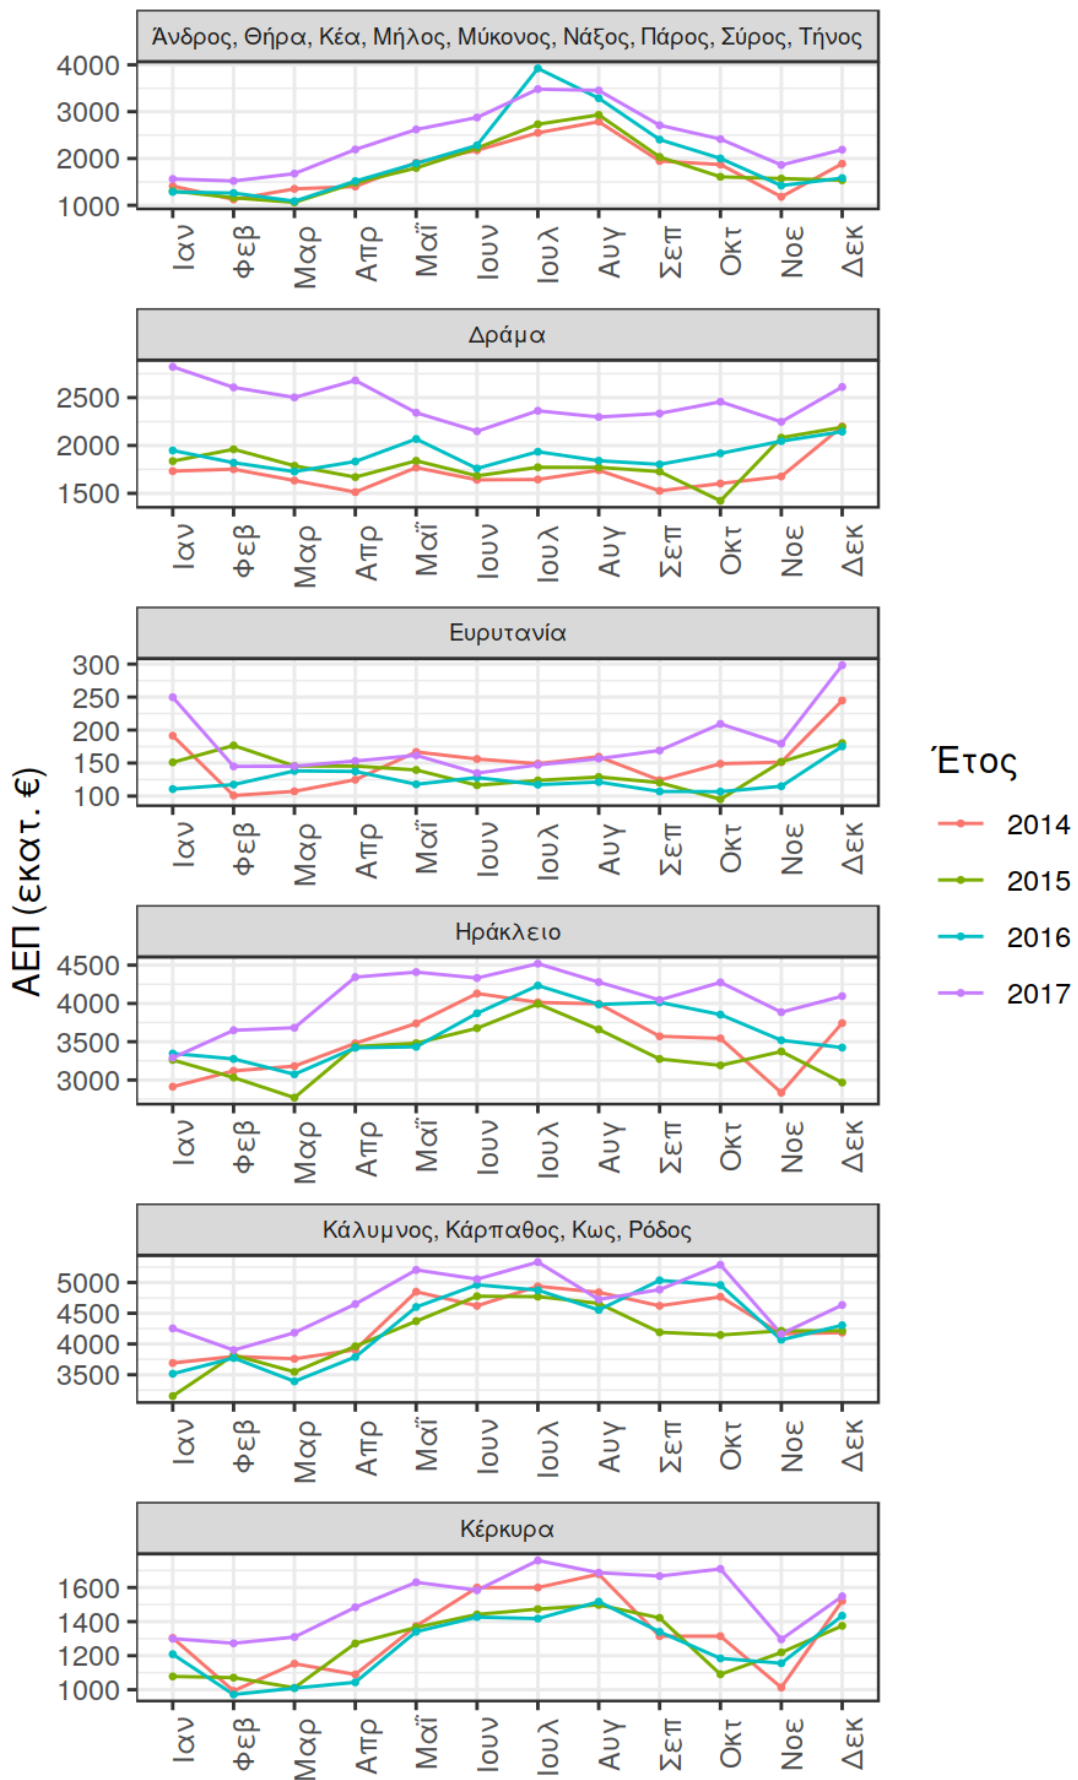 Άνδρος, Θήρα, Κέα, Μήλος, Μύκονος, Νάξος, Πάρος, Σύρος, Τήνος
4000
3000
2000
1000
Ιαν Φεβ Μαρ Απρ Μαΐ Ιουν Ιουλ Αυγ Σεπ Οκτ Νοε Δεκ
Δράμα
2500
2000
1500
Ιαν Φεβ Μαρ Απρ Μαΐ Ιουν Ιουλ Αυγ Σεπ Οκτ Νοε Δεκ
Ευρυτανία
300
250
200
150
100
Ιαν Φεβ Μαρ Απρ Μαΐ Ιουν Ιουλ Αυγ Σεπ Οκτ Νοε Δεκ
Ηράκλειο
4500
4000
3500
3000
Ιαν Φεβ Μαρ Απρ Μαΐ Ιουν Ιουλ Αυγ Σεπ Οκτ Νοε Δεκ
Κάλυμνος, Κάρπαθος, Κως, Ρόδος
5000
4500
4000
3500
Ιαν Φεβ Μαρ Απρ Μαΐ Ιουν Ιουλ Αυγ Σεπ Οκτ Νοε Δεκ
Κέρκυρα
1600
1400
1200
1000
Ιαν Φεβ Μαρ Απρ Μαΐ Ιουν Ιουλ Αυγ Σεπ Οκτ Νοε Δεκ
ΑΕΠ (εκατ. €)
Έτος
2014
2015
2016
2017